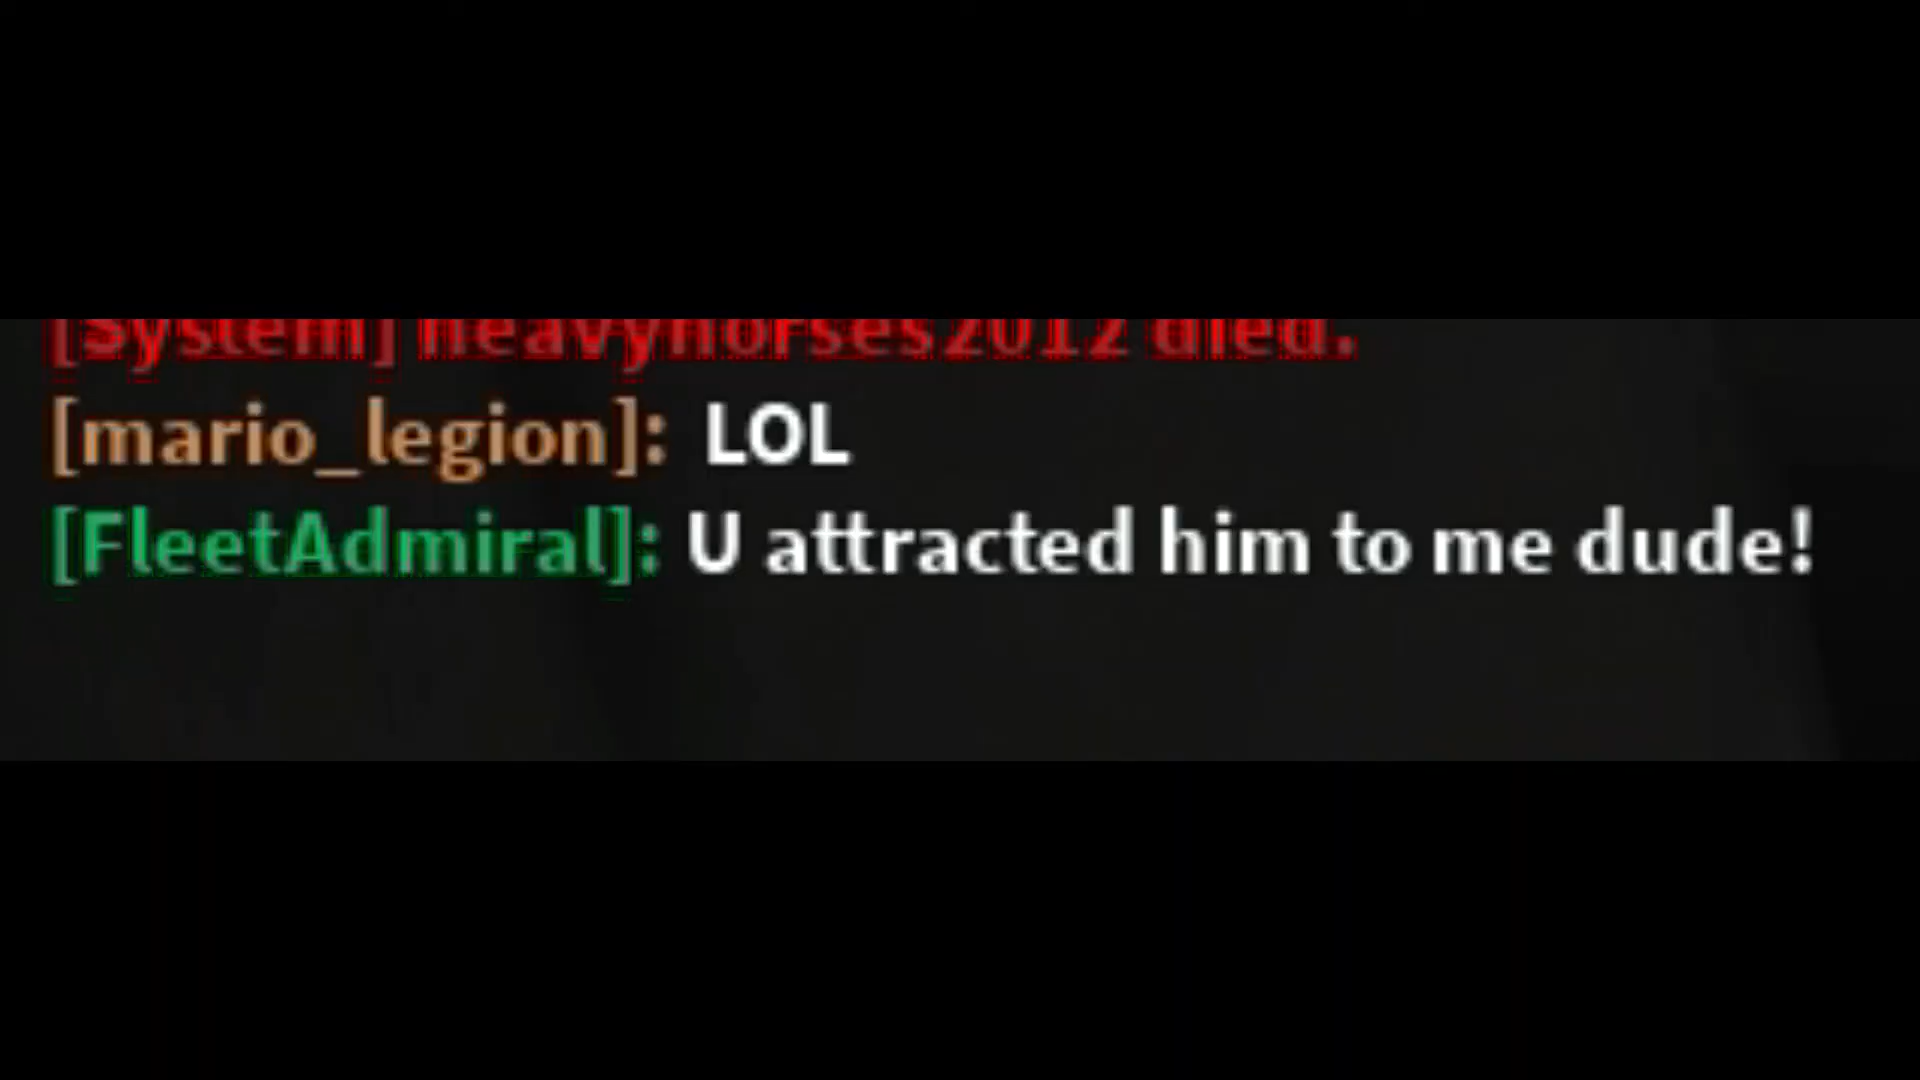 [System] heavyhorses2012 died.
[mario_legion]: LOL
[FleetAdmiral]: U attracted him to me dude!